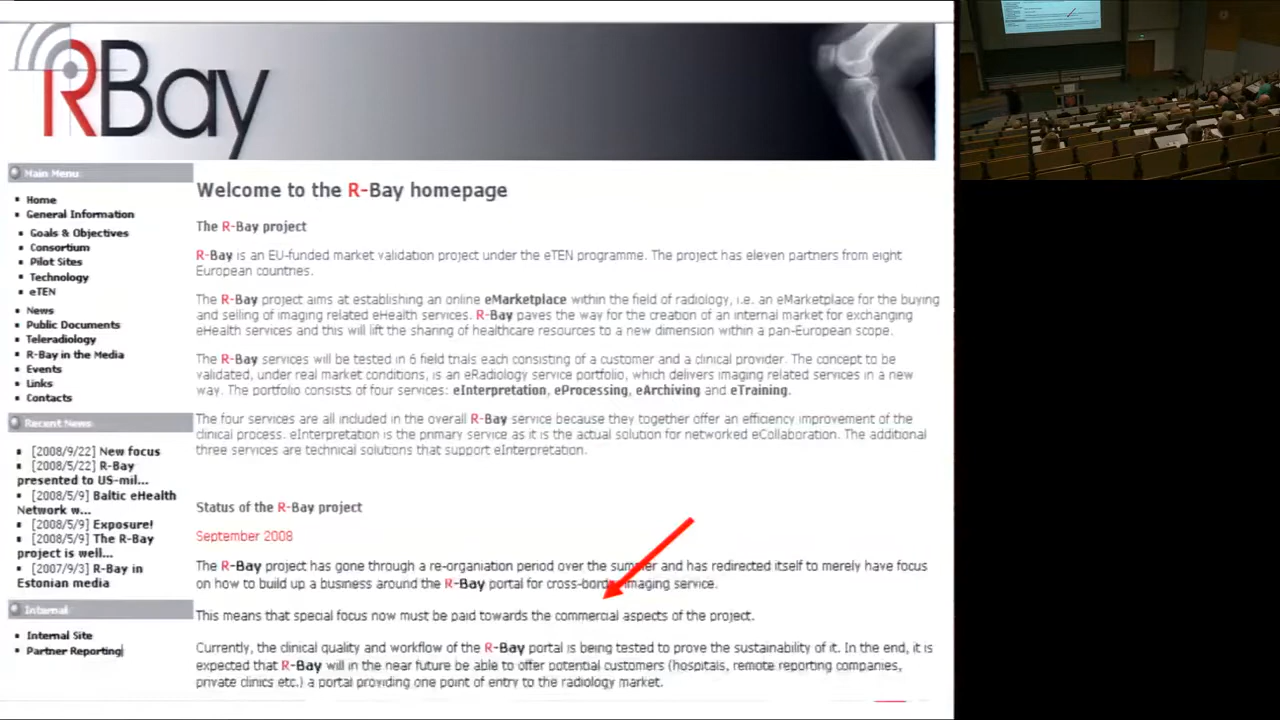 RBay
Main Menu
Home
General Information
Goals & Objectives
Consortium
Pilot Sites
Technology
eTEN
News
Public Documents
Teleradiology
R-Bay in the Media
Events
Links
Contacts
Recent News
[2008/9/22] New focus
[2008/5/22] R-Bay
presented to US-mil...
[2008/5/9] Baltic eHealth
Network w...
[2008/5/9] Exposure!
[2008/5/9] The R-Bay
project is well...
[2007/9/3] R-Bay in
Estonian media
Internal
Internal Site
Partner Reporting
Welcome to the R-Bay homepage
The R-Bay project
R-Bay is an EU-funded market validation project under the eTEN programme. The project has eleven partners from eight
European countries.
The R-Bay project aims at establishing an online eMarketplace within the field of radiology, i.e. an eMarketplace for the buying
and selling of imaging related eHealth services. R-Bay paves the way for the creation of an internal market for exchanging
eHealth services and this will lift the sharing of healthcare resources to a new dimension within a pan-European scope.
The R-Bay services will be tested in 6 field trials each consisting of a customer and a clinical provider. The concept to be
validated, under real market conditions, is an eRadiology service portfolio, which delivers imaging related services in a new
way. The portfolio consists of four services: eInterpretation, eProcessing, eArchiving and eTraining.
The four services are all included in the overall R-Bay service because they together offer an efficiency improvement of the
clinical process. eInterpretation is the primary service as it is the actual solution for networked eCollaboration. The additional
three services are technical solutions that support eInterpretation.
Status of the R-Bay project
September 2008
The R-Bay project has gone through a re-organiation period over the summer and has redirected itself to merely have focus
on how to build up a business around the R-Bay portal for cross-border imaging service.
This means that special focus now must be paid towards the commercial aspects of the project.
Currently, the clinical quality and workflow of the R-Bay portal is being tested to prove the sustainability of it. In the end, it is
expected that R-Bay will in the near future be able to offer potential customers (hospitals, remote reporting companies,
private clinics etc.) a portal providing one point of entry to the radiology market.